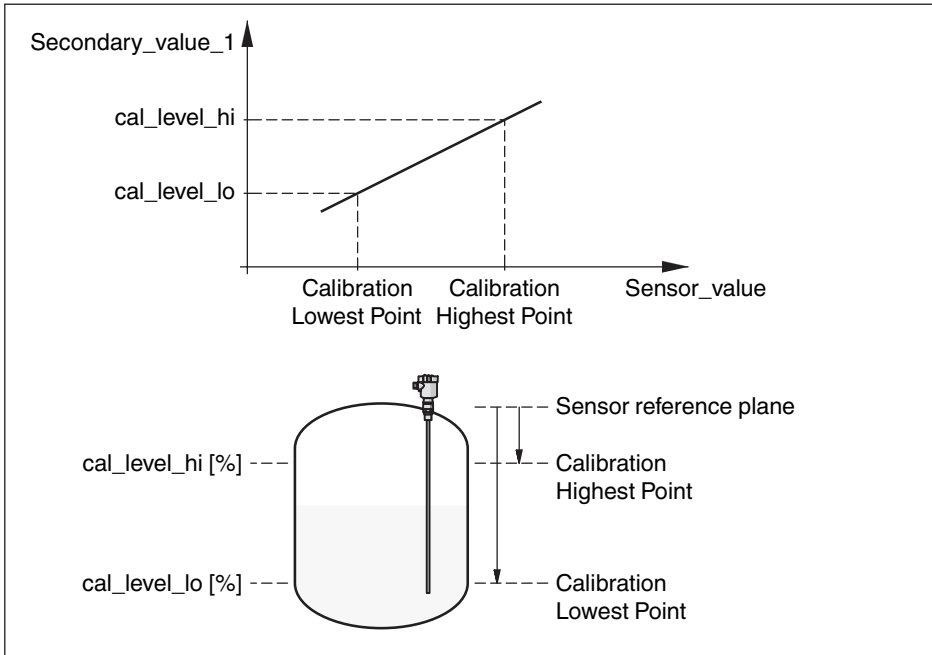 Secondary_value_1
cal_level_hi
cal_level_lo
Calibration
Lowest Point
Calibration
Highest Point
Sensor_value
Sensor reference plane
cal_level_hi [%]
Calibration
Highest Point
cal_level_lo [%]
Calibration
Lowest Point